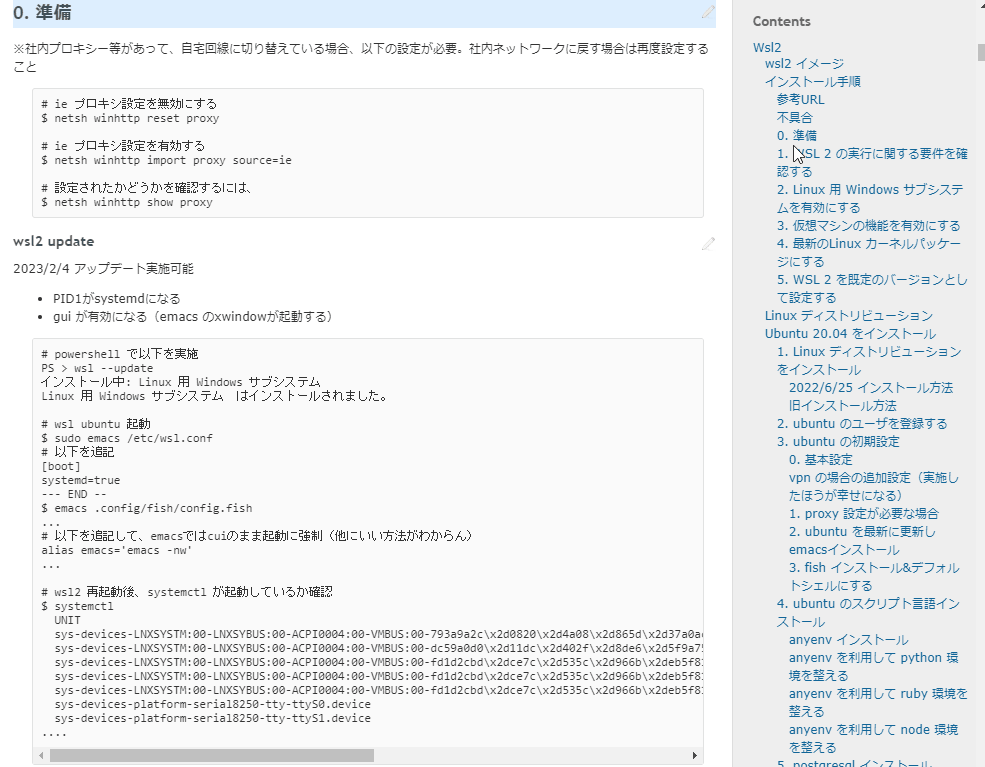 0. 準備
※社内プロキシー等があって、自宅回線に切り替えている場合、以下の設定が必要。社内ネットワークに戻す場合は再度設定する
こと
# ie プロキシ設定を無効にする
$ netsh winhttp reset proxy
# ie プロキシ設定を有効する
$ netsh winhttp import proxy source=ie
# 設定されたかどうかを確認するには、
$ netsh winhttp show proxy
wsl2 update
2023/2/4 アップデート実施可能
• PID1がsystemdになる
• gui が有効になる（emacs のxwindowが起動する）
# powershell で以下を実施
PS > wsl --update
インストール中: Linux 用 Windows サブシステム
Linux 用 Windows サブシステム　はインストールされました。
# wsl ubuntu 起動
$ sudo emacs /etc/wsl.conf
# 以下を追記
[boot]
systemd=true
--- END --
$ emacs .config/fish/config.fish
...
# 以下を追記して、emacsではcuiのまま起動に強制（他にいい方法がわからん）
alias emacs='emacs -nw'
...
# wsl2 再起動後、systemctl が起動しているか確認
$ systemctl
UNIT
sys-devices-LNXSYSTM:00-LNXSYBUS:00-ACPI0004:00-VMBUS:00-793a9a2c\x2d0820\x2d4a08\x2d865d\x2d37a0a
sys-devices-LNXSYSTM:00-LNXSYBUS:00-ACPI0004:00-VMBUS:00-dc59a0d0\x2d11dc\x2d402f\x2d8de6\x2d5f9a7
sys-devices-LNXSYSTM:00-LNXSYBUS:00-ACPI0004:00-VMBUS:00-fd1d2cbd\x2dce7c\x2d535c\x2d966b\x2deb5f8
sys-devices-LNXSYSTM:00-LNXSYBUS:00-ACPI0004:00-VMBUS:00-fd1d2cbd\x2dce7c\x2d535c\x2d966b\x2deb5f8
sys-devices-LNXSYSTM:00-LNXSYBUS:00-ACPI0004:00-VMBUS:00-fd1d2cbd\x2dce7c\x2d535c\x2d966b\x2deb5f8
sys-devices-platform-serial8250-tty-ttyS0.device
sys-devices-platform-serial8250-tty-ttyS1.device
....
Contents
Wsl2
wsl2 イメージ
インストール手順
参考URL
不具合
0. 準備
1. WSL 2 の実行に関する要件を確
認する
2. Linux 用 Windows サブシステ
ムを有効にする
3. 仮想マシンの機能を有効にする
4. 最新のLinux カーネルパッケー
ジにする
5. WSL 2 を既定のバージョンとし
て設定する
Linux ディストリビューション
Ubuntu 20.04 をインストール
1. Linux ディストリビューション
をインストール
2022/6/25 インストール方法
旧インストール方法
2. ubuntu のユーザを登録する
3. ubuntu の初期設定
0. 基本設定
vpn の場合の追加設定（実施し
たほうが幸せになる）
1. proxy 設定が必要な場合
2. ubuntu を最新に更新し
emacsインストール
3. fish インストール&デフォル
トシェルにする
4. ubuntu のスクリプト言語イン
ストール
anyenv インストール
anyenv を利用して python 環
境を整える
anyenv を利用して ruby 環境を
整える
anyenv を利用して node 環境
を整える
5. postgresql インストール